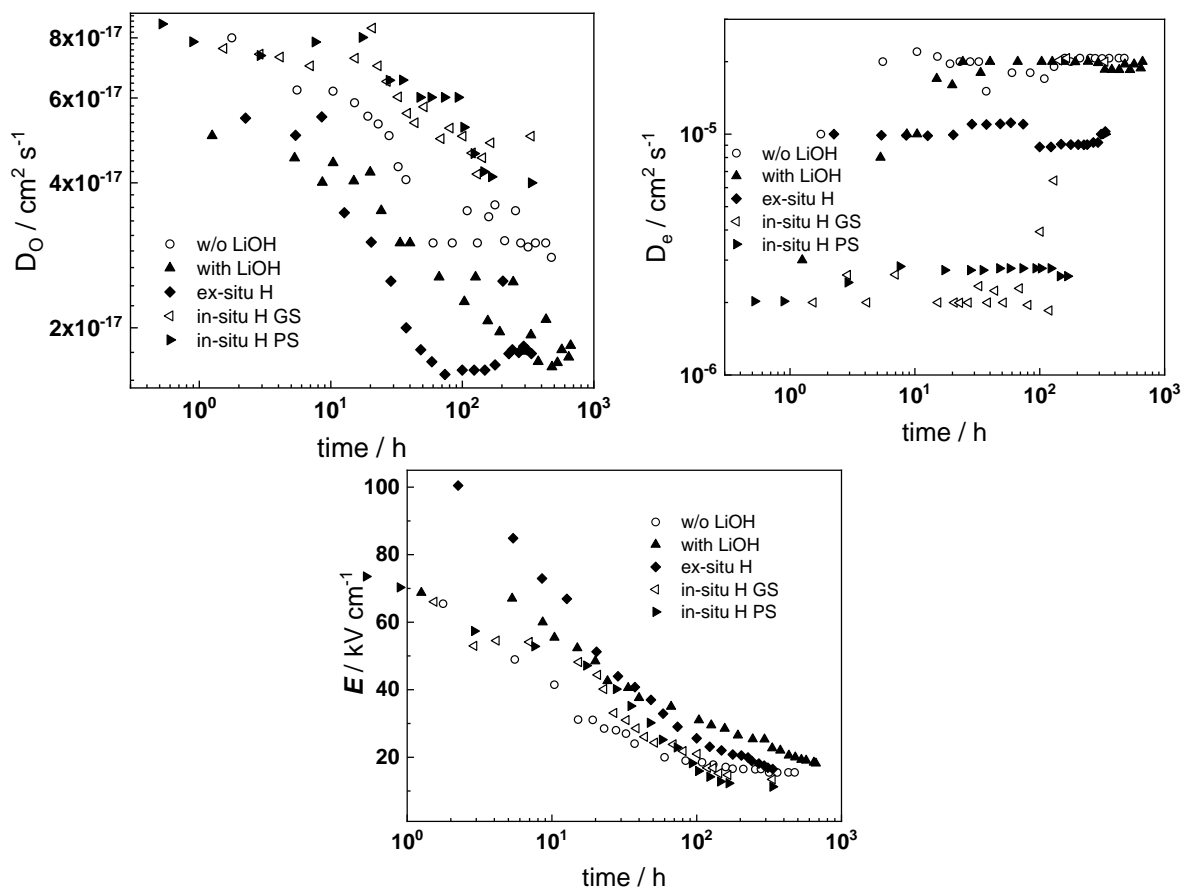 8x10⁻¹⁷
6x10⁻¹⁷
4x10⁻¹⁷
2x10⁻¹⁷
D_O / cm² s⁻¹
w/o LiOH
with LiOH
ex-situ H
in-situ H GS
in-situ H PS
10⁰ 10¹ 10² 10³
time / h
10⁻⁵
10⁻⁶
D_e / cm² s⁻¹
w/o LiOH
with LiOH
ex-situ H
in-situ H GS
in-situ H PS
10⁰ 10¹ 10² 10³
time / h
100
80
60
40
20
E / kV cm⁻¹
w/o LiOH
with LiOH
ex-situ H
in-situ H GS
in-situ H PS
10⁰ 10¹ 10² 10³
time / h